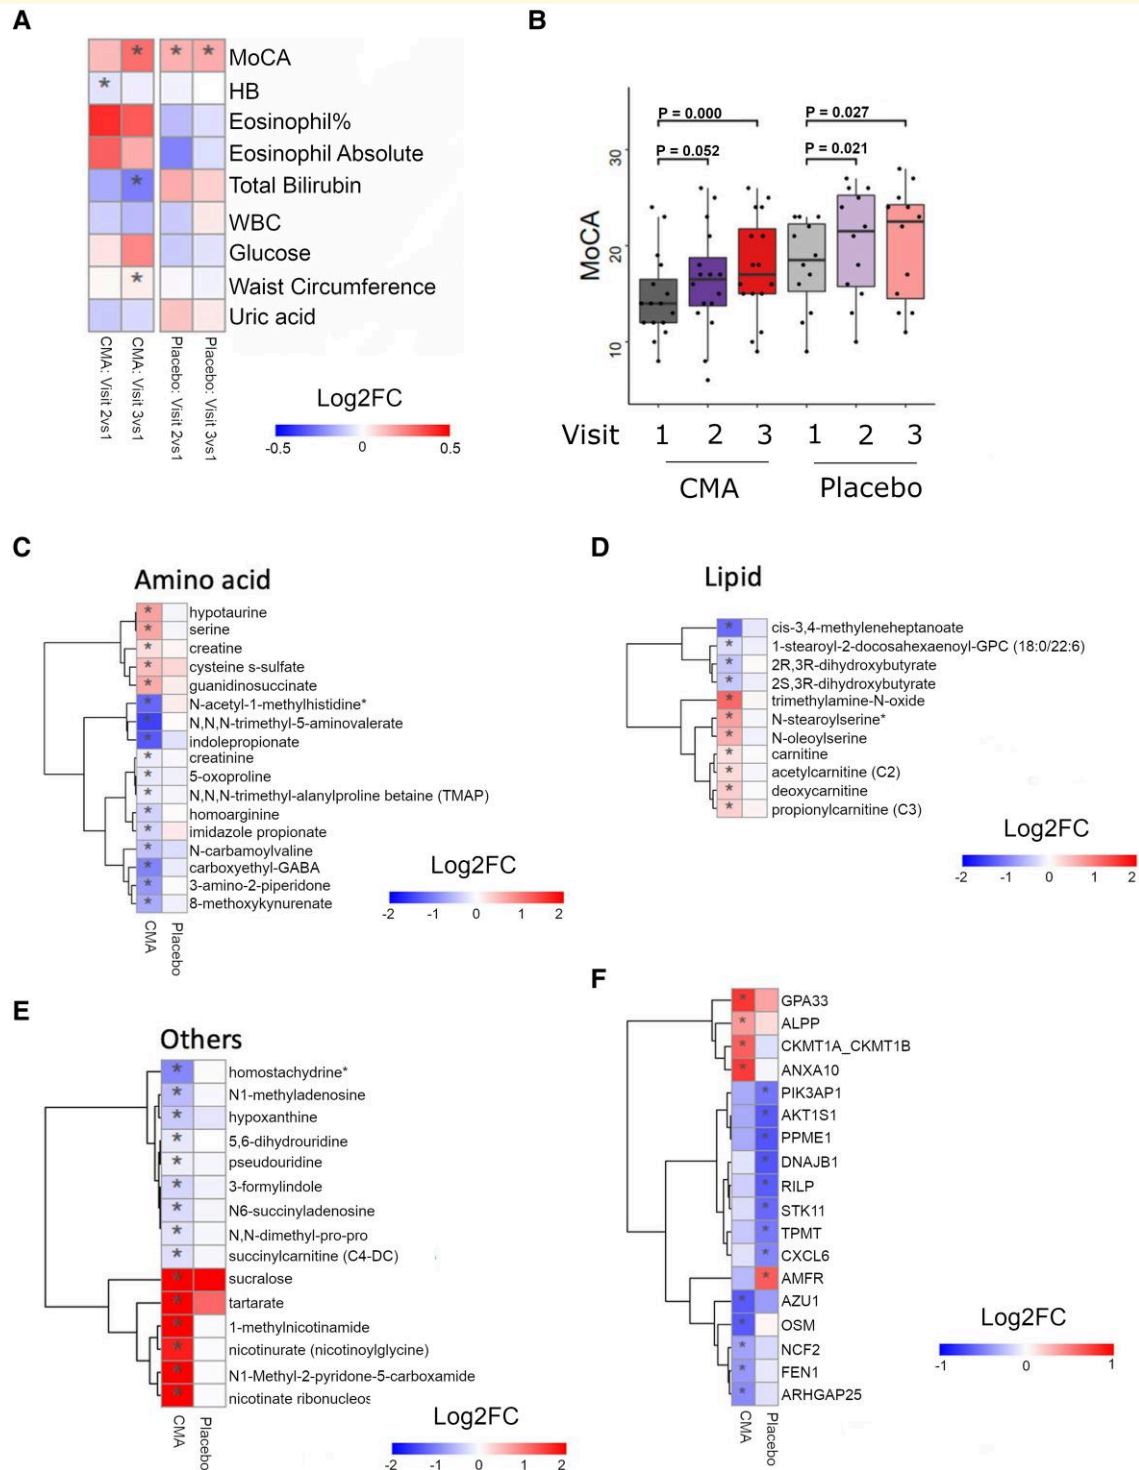 A
MoCA
HB
Eosinophil%
Eosinophil Absolute
Total Bilirubin
WBC
Glucose
Waist Circumference
Uric acid
CMA: Visit 2vs1
CMA: Visit 3vs1
Placebo: Visit 2vs1
Placebo: Visit 3vs1
Log2FC
-0.5 0 0.5
B
P = 0.000
P = 0.027
P = 0.052
P = 0.021
MoCA
30
20
10
Visit 1 2 3 1 2 3
CMA Placebo
C
Amino acid
hypotaurine
serine
creatine
cysteine s-sulfate
guanidinosuccinate
N-acetyl-1-methylhistidine*
N,N,N-trimethyl-5-aminovalerate
indolepropionate
creatinine
5-oxoproline
N,N,N-trimethyl-alanylproline betaine (TMAP)
homoarginine
imidazole propionate
N-carbamoylvaline
carboxyethyl-GABA
3-amino-2-piperidone
8-methoxykynurenate
CMA
Placebo
Log2FC
-2 -1 0 1 2
D
Lipid
cis-3,4-methyleneheptanoate
1-stearoyl-2-docosahexaenoyl-GPC (18:0/22:6)
2R,3R-dihydroxybutyrate
2S,3R-dihydroxybutyrate
trimethylamine-N-oxide
N-stearoylserine*
N-oleoylserine
carnitine
acetylcarnitine (C2)
deoxycarnitine
propionylcarnitine (C3)
Log2FC
-2 -1 0 1 2
E
Others
homostachydrine*
N1-methyladenosine
hypoxanthine
5,6-dihydrouridine
pseudouridine
3-formylindole
N6-succinyladenosine
N,N-dimethyl-pro-pro
succinylcarnitine (C4-DC)
sucralose
tartarate
1-methylnicotinamide
nicotinurate (nicotinoylglycine)
N1-Methyl-2-pyridone-5-carboxamide
nicotinate ribonucleos
CMA
Placebo
Log2FC
-2 -1 0 1 2
F
GPA33
ALPP
CKMT1A_CKMT1B
ANXA10
PIK3AP1
AKT1S1
PPME1
DNAJB1
RILP
STK11
TPMT
CXCL6
AMFR
AZU1
OSM
NCF2
FEN1
ARHGAP25
CMA
Placebo
Log2FC
-1 0 1